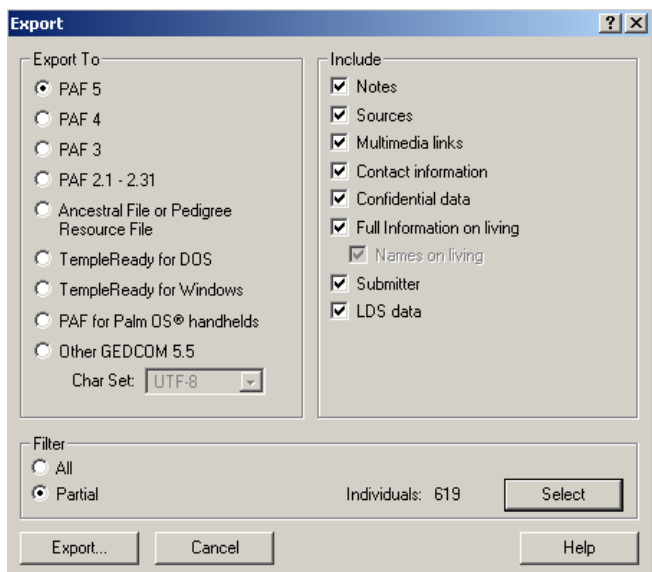 Export
Export To
PAF 5
PAF 4
PAF 3
PAF 2.1 - 2.31
Ancestral File or Pedigree
Resource File
TempleReady for DOS
TempleReady for Windows
PAF for Palm OS® handhelds
Other GEDCOM 5.5
Char Set: UTF-8
Include
Notes
Sources
Multimedia links
Contact information
Confidential data
Full Information on living
Names on living
Submitter
LDS data
Filter
All
Partial
Individuals: 619
Select
Export...
Cancel
Help